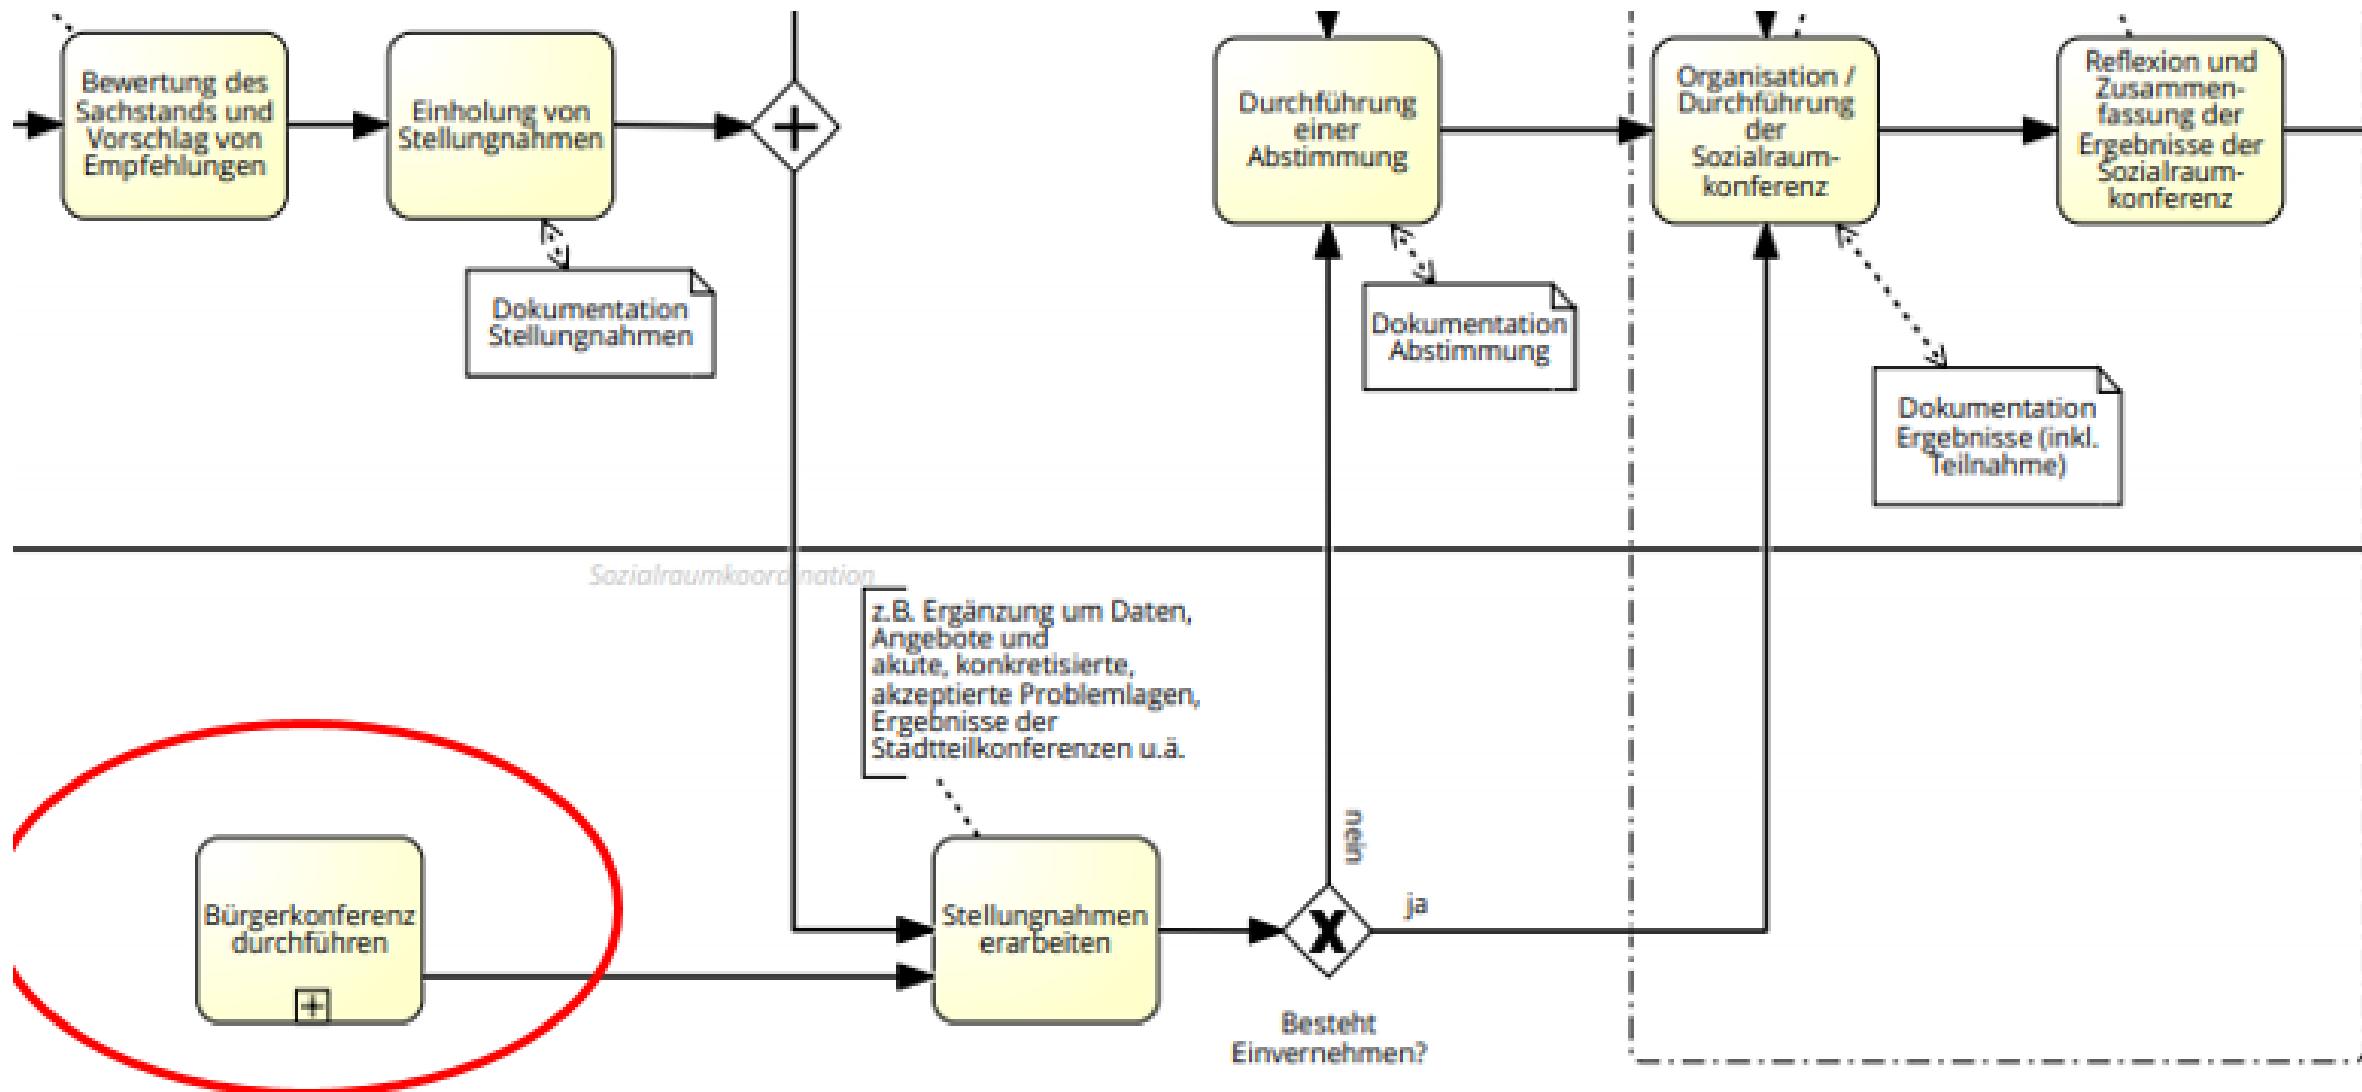 Bewertung des
Sachstands und
Vorschlag von
Empfehlungen
Einholung von
Stellungnahmen
Durchführung
einer
Abstimmung
Organisation /
Durchführung
der
Sozialraum-
konferenz
Reflexion und
Zusammen-
fassung der
Ergebnisse der
Sozialraum-
konferenz
Dokumentation
Stellungnahmen
Dokumentation
Abstimmung
Dokumentation
Ergebnisse (inkl.
Teilnahme)
Sozialraumkoordination
z.B. Ergänzung um Daten,
Angebote und
akute, konkretisierte,
akzeptierte Problemlagen,
Ergebnisse der
Stadtteilkonferenzen u.ä.
Bürgerkonferenz
durchführen
Stellungnahmen
erarbeiten
nein
ja
Besteht
Einvernehmen?